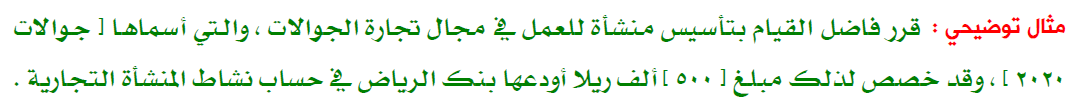 مثال توضيحي : قرر فاضل القيام بتأسيس منشأة للعمل في مجال تجارة الجوالات ، والتي أسماها [ جوالات
٢٠٢٠ ] ، وقد خصص لذلك مبلغ [ ٥٠٠ ] ألف ريلا أودعها بنك الرياض في حساب نشاط المنشأة التجارية .